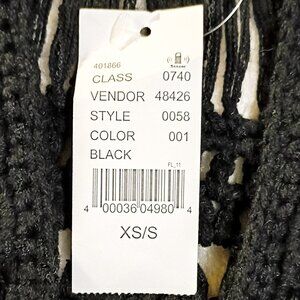 401866
CLASS 0740
VENDOR 48426
STYLE 0058
COLOR 001
BLACK
FL_11
4 00036 04980 4
XS/S